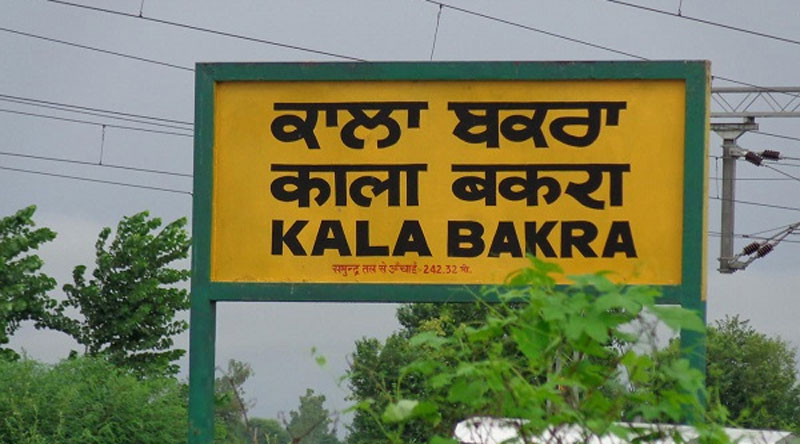 ਕਾਲਾ ਬਕਰਾ
काला बकरा
KALA BAKRA
समुन्द्र तल से ऊँचाई 242.32 मी.